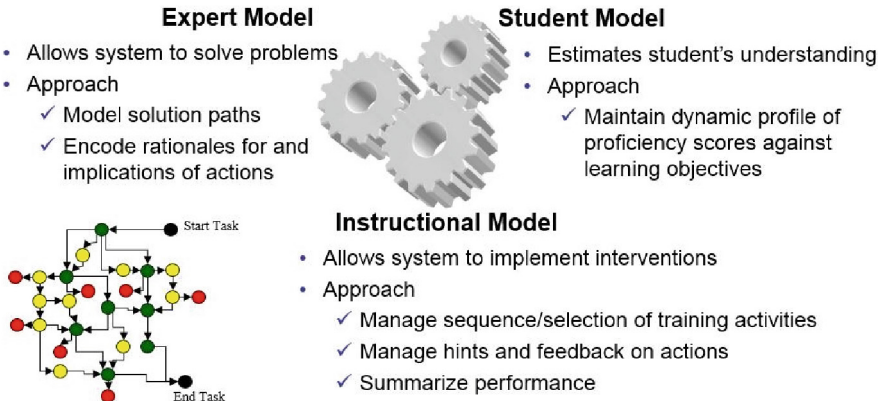 Expert Model
• Allows system to solve problems
• Approach
✓ Model solution paths
✓ Encode rationales for and
implications of actions
Student Model
• Estimates student's understanding
• Approach
✓ Maintain dynamic profile of
proficiency scores against
learning objectives
Start Task
End Task
Instructional Model
• Allows system to implement interventions
• Approach
✓ Manage sequence/selection of training activities
✓ Manage hints and feedback on actions
✓ Summarize performance